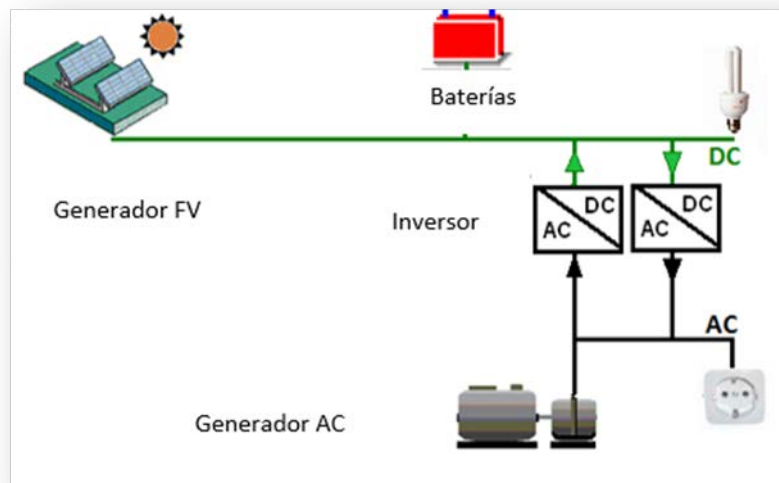 Baterías
DC
Generador FV
Inversor
DC
AC
DC
AC
AC
Generador AC